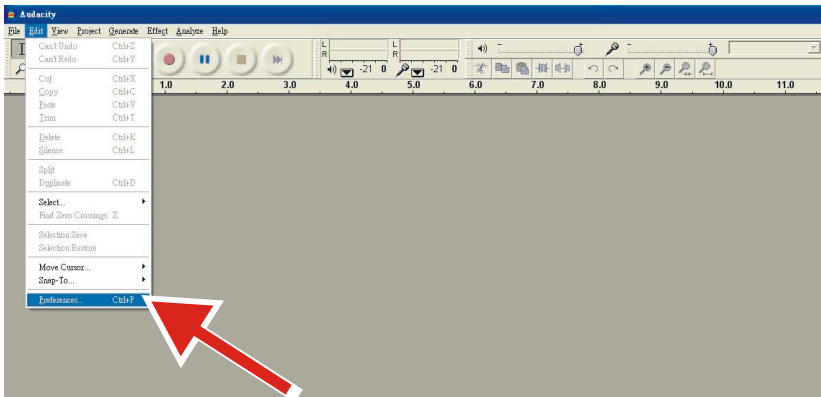 Audacity
File Edit View Project Generate Effect Analyze Help
Can't Undo Ctrl+Z
Can't Redo Ctrl+Y
Cut Ctrl+X
Copy Ctrl+C
Paste Ctrl+V
Trim Ctrl+T
Delete Ctrl+K
Silence Ctrl+L
Split
Duplicate Ctrl+D
Select...
Find Zero Crossings Z
Selection Save
Selection Restore
Move Cursor...
Snap-To...
Preferences... Ctrl+P
L L
R R
-21 0 -21 0
1.0 2.0 3.0 4.0 5.0 6.0 7.0 8.0 9.0 10.0 11.0